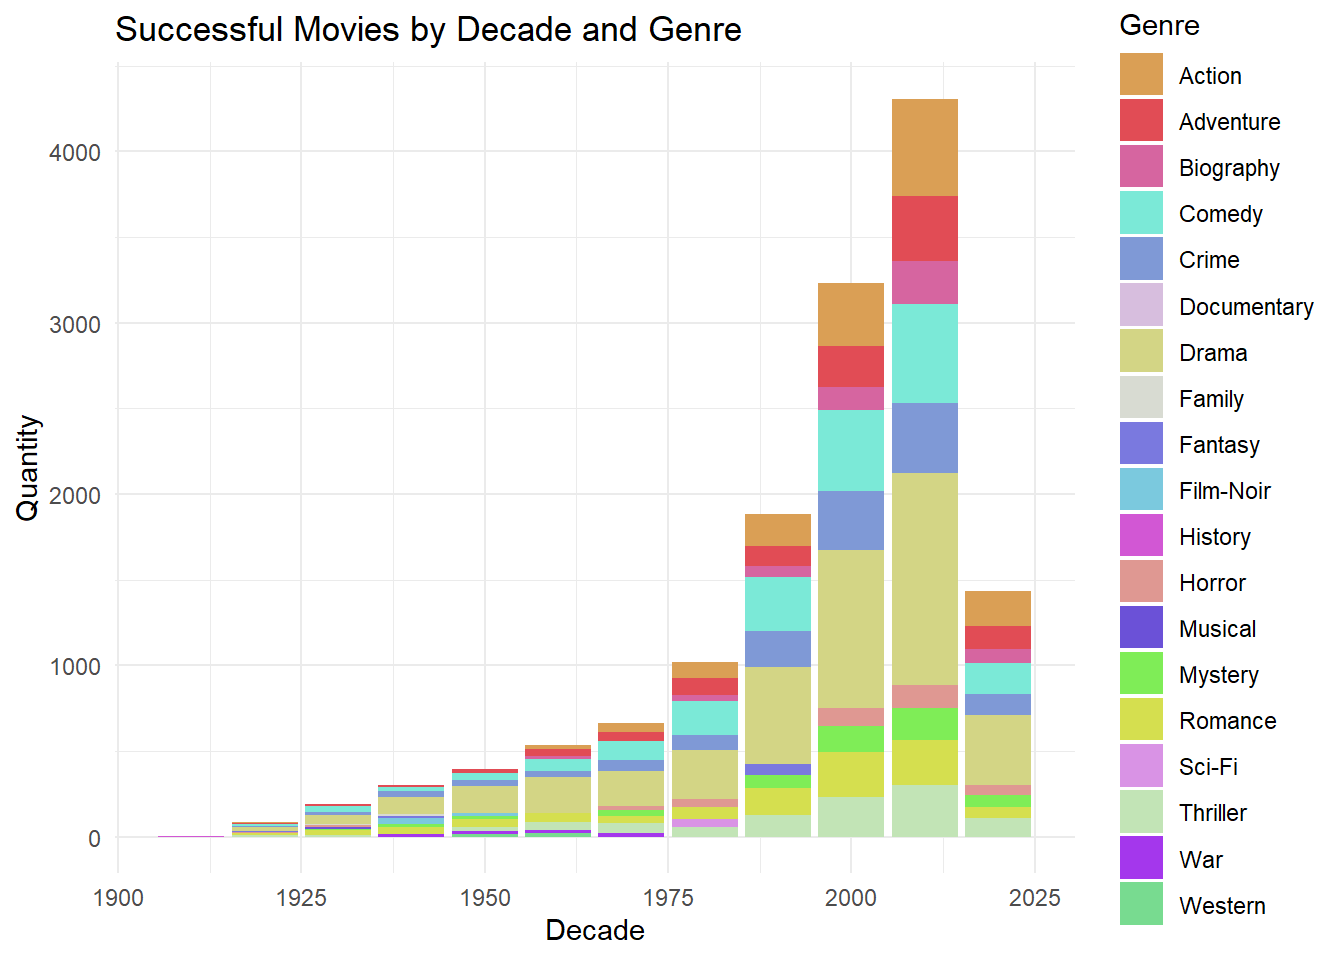 Successful Movies by Decade and Genre
Quantity
4000
3000
2000
1000
0
1900
1925
1950
1975
2000
2025
Decade
Genre
Action
Adventure
Biography
Comedy
Crime
Documentary
Drama
Family
Fantasy
Film-Noir
History
Horror
Musical
Mystery
Romance
Sci-Fi
Thriller
War
Western